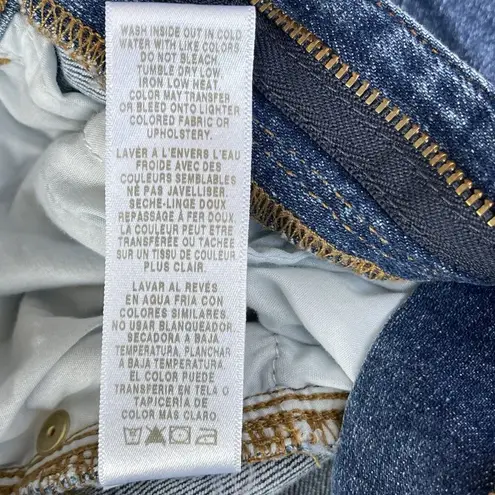 WASH INSIDE OUT IN COLD
WATER WITH LIKE COLORS.
DO NOT BLEACH
TUMBLE DRY LOW
IRON LOW HEAT.
COLOR MAY TRANSFER
OR BLEED ONTO LIGHTER
COLORED FABRIC OR
UPHOLSTERY.
LAVER À L'ENVERS L'EAU
FROIDE AVEC DES
COULEURS SEMBLABLES
NE PAS JAVELLISER.
SECHE-LINGE DOUX
REPASSAGE À FER DOUX.
LA COULEUR PEUT ÊTRE
TRANSFÉRÉE OU TACHÉE
SUR UN TISSU DE COULEUR
PLUS CLAIR.
LAVAR AL REVÉS
EN AQUA FRIA CON
COLORES SIMILARES.
NO USAR BLANQUEADOR.
SECADORA A BAJA
TEMPERATURA, PLANCHAR
A BAJA TEMPERATURA.
EL COLOR PUEDE
TRANSFERIR EN TELA O
TAPICERÍA DE
COLOR MÁS CLARO.